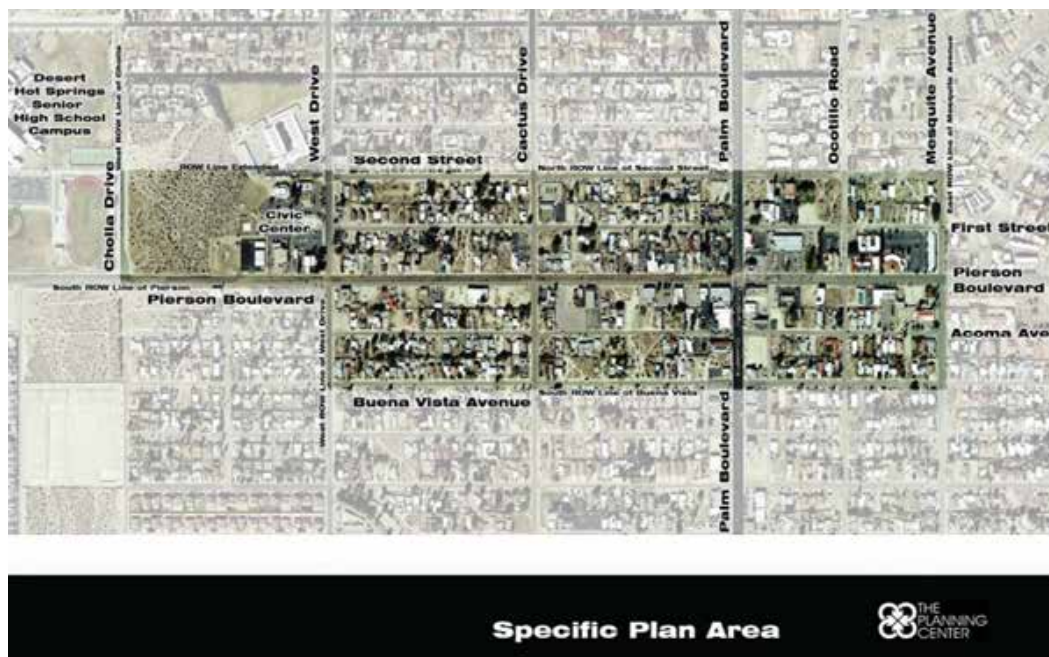 Desert
Hot Springs
Senior
High School
Campus
West ROW Line of Cholla
West Drive
Cactus Drive
Palm Boulevard
Ocotillo Road
Mesquite Avenue
East ROW Line of Mesquite Avenue
ROW Line Extended
Second Street
North ROW Line of Second Street
Cholla Drive
Civic
Center
First Street
South ROW Line of Pierson
Pierson Boulevard
Pierson
Boulevard
Acoma Ave
West ROW Line of West Drive
Buena Vista Avenue
South ROW Line of Buena Vista
Palm Boulevard
Specific Plan Area
THE
PLANNING
CENTER